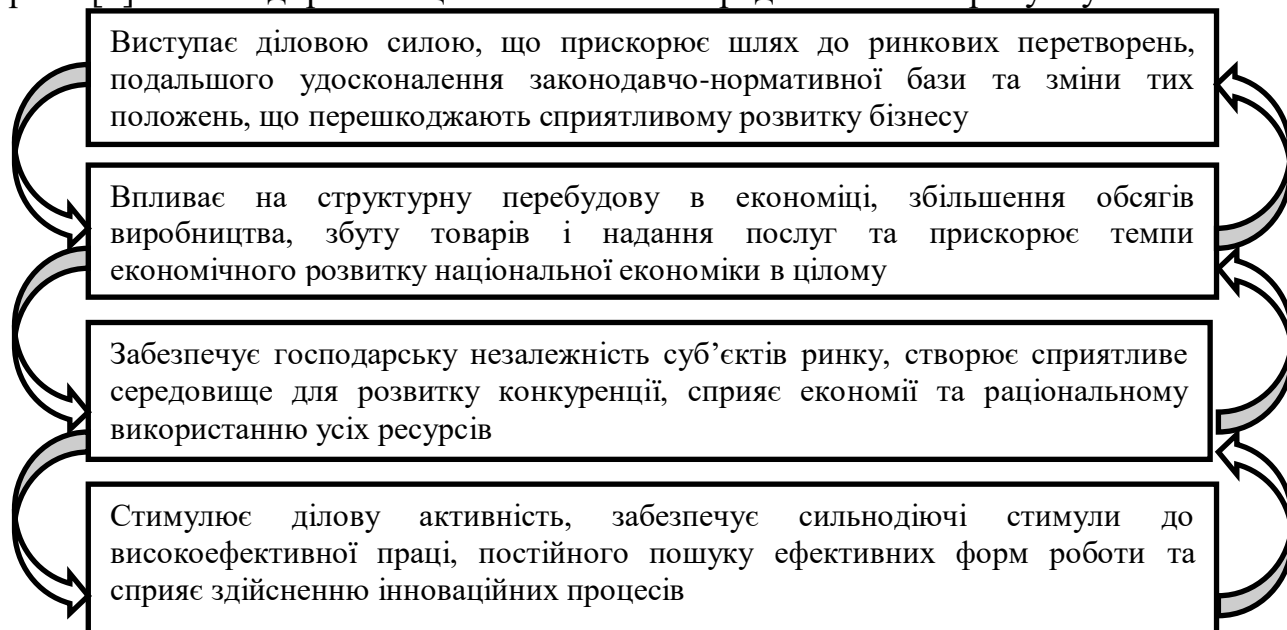 Виступає діловою силою, що прискорює шлях до ринкових перетворень,
подальшого удосконалення законодавчо-нормативної бази та зміни тих
положень, що перешкоджають сприятливому розвитку бізнесу
Впливає на структурну перебудову в економіці, збільшення обсягів
виробництва, збуту товарів і надання послуг та прискорює темпи
економічного розвитку національної економіки в цілому
Забезпечує господарську незалежність суб’єктів ринку, створює сприятливе
середовище для розвитку конкуренції, сприяє економії та раціональному
використанню усіх ресурсів
Стимулює ділову активність, забезпечує сильнодіючі стимули до
високоефективної праці, постійного пошуку ефективних форм роботи та
сприяє здійсненню інноваційних процесів